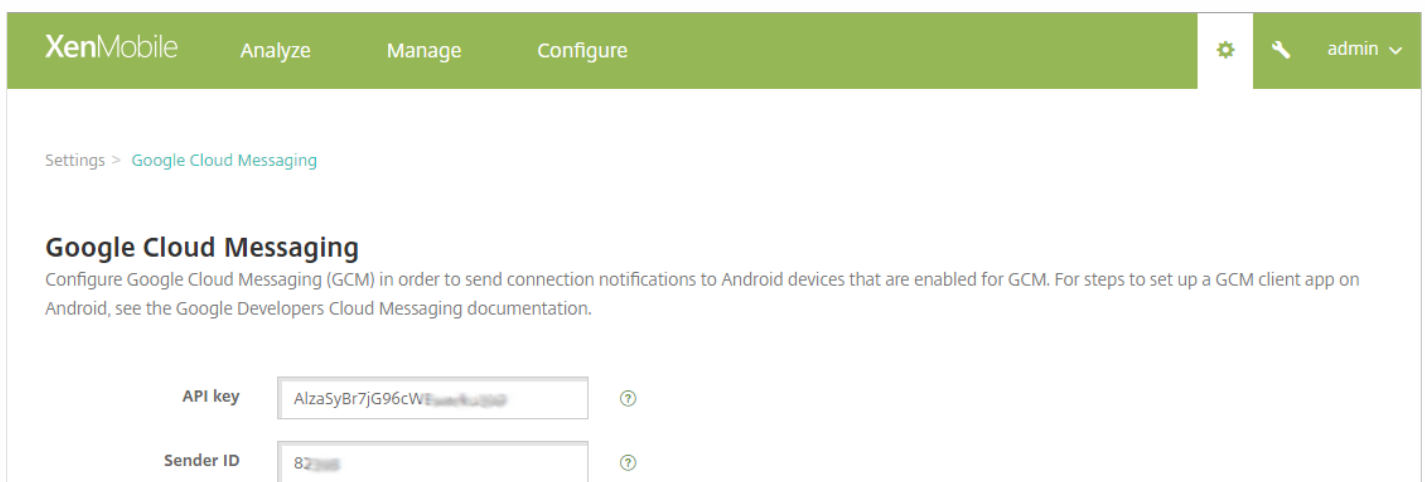 XenMobile Analyze Manage Configure admin
Settings > Google Cloud Messaging
Google Cloud Messaging
Configure Google Cloud Messaging (GCM) in order to send connection notifications to Android devices that are enabled for GCM. For steps to set up a GCM client app on
Android, see the Google Developers Cloud Messaging documentation.
API key ?
Sender ID ?